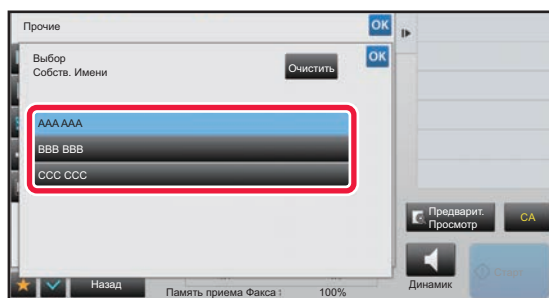 Прочие
OK
Выбор
Собств. Имени
Очистить
OK
AAA AAA
BBB BBB
CCC CCC
Предварит.
Просмотр
CA
Назад
Память приема Факса :
100%
Динамик
Старт